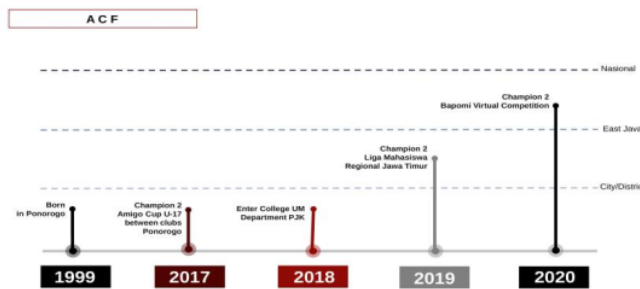 A C F
Nasional
Champion 2
Bapomi Virtual Competition
East Java
Champion 2
Liga Mahasiswa
Regional Jawa Timur
City/Distric
Born
in Ponorogo
Champion 2
Amigo Cup U-17
between clubs
Ponorogo
Enter College UM
Department PJK
1999
2017
2018
2019
2020